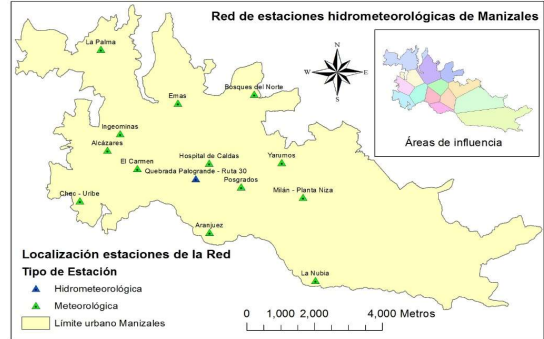 Red de estaciones hidrometeorológicas de Manizales
La Palma
N
W E
S
Bosques del Norte
Emas
Áreas de influencia
Ingeominas
Alcázares
El Carmen
Hospital de Caldas
Yarumos
Quebrada Palogrande - Ruta 30
Posgrados
Milán - Planta Niza
Chec - Uribe
Aranjuez
La Nubia
Localización estaciones de la Red
Tipo de Estación
Hidrometeorológica
Meteorológica
Límite urbano Manizales
0 1,000 2,000 4,000 Metros